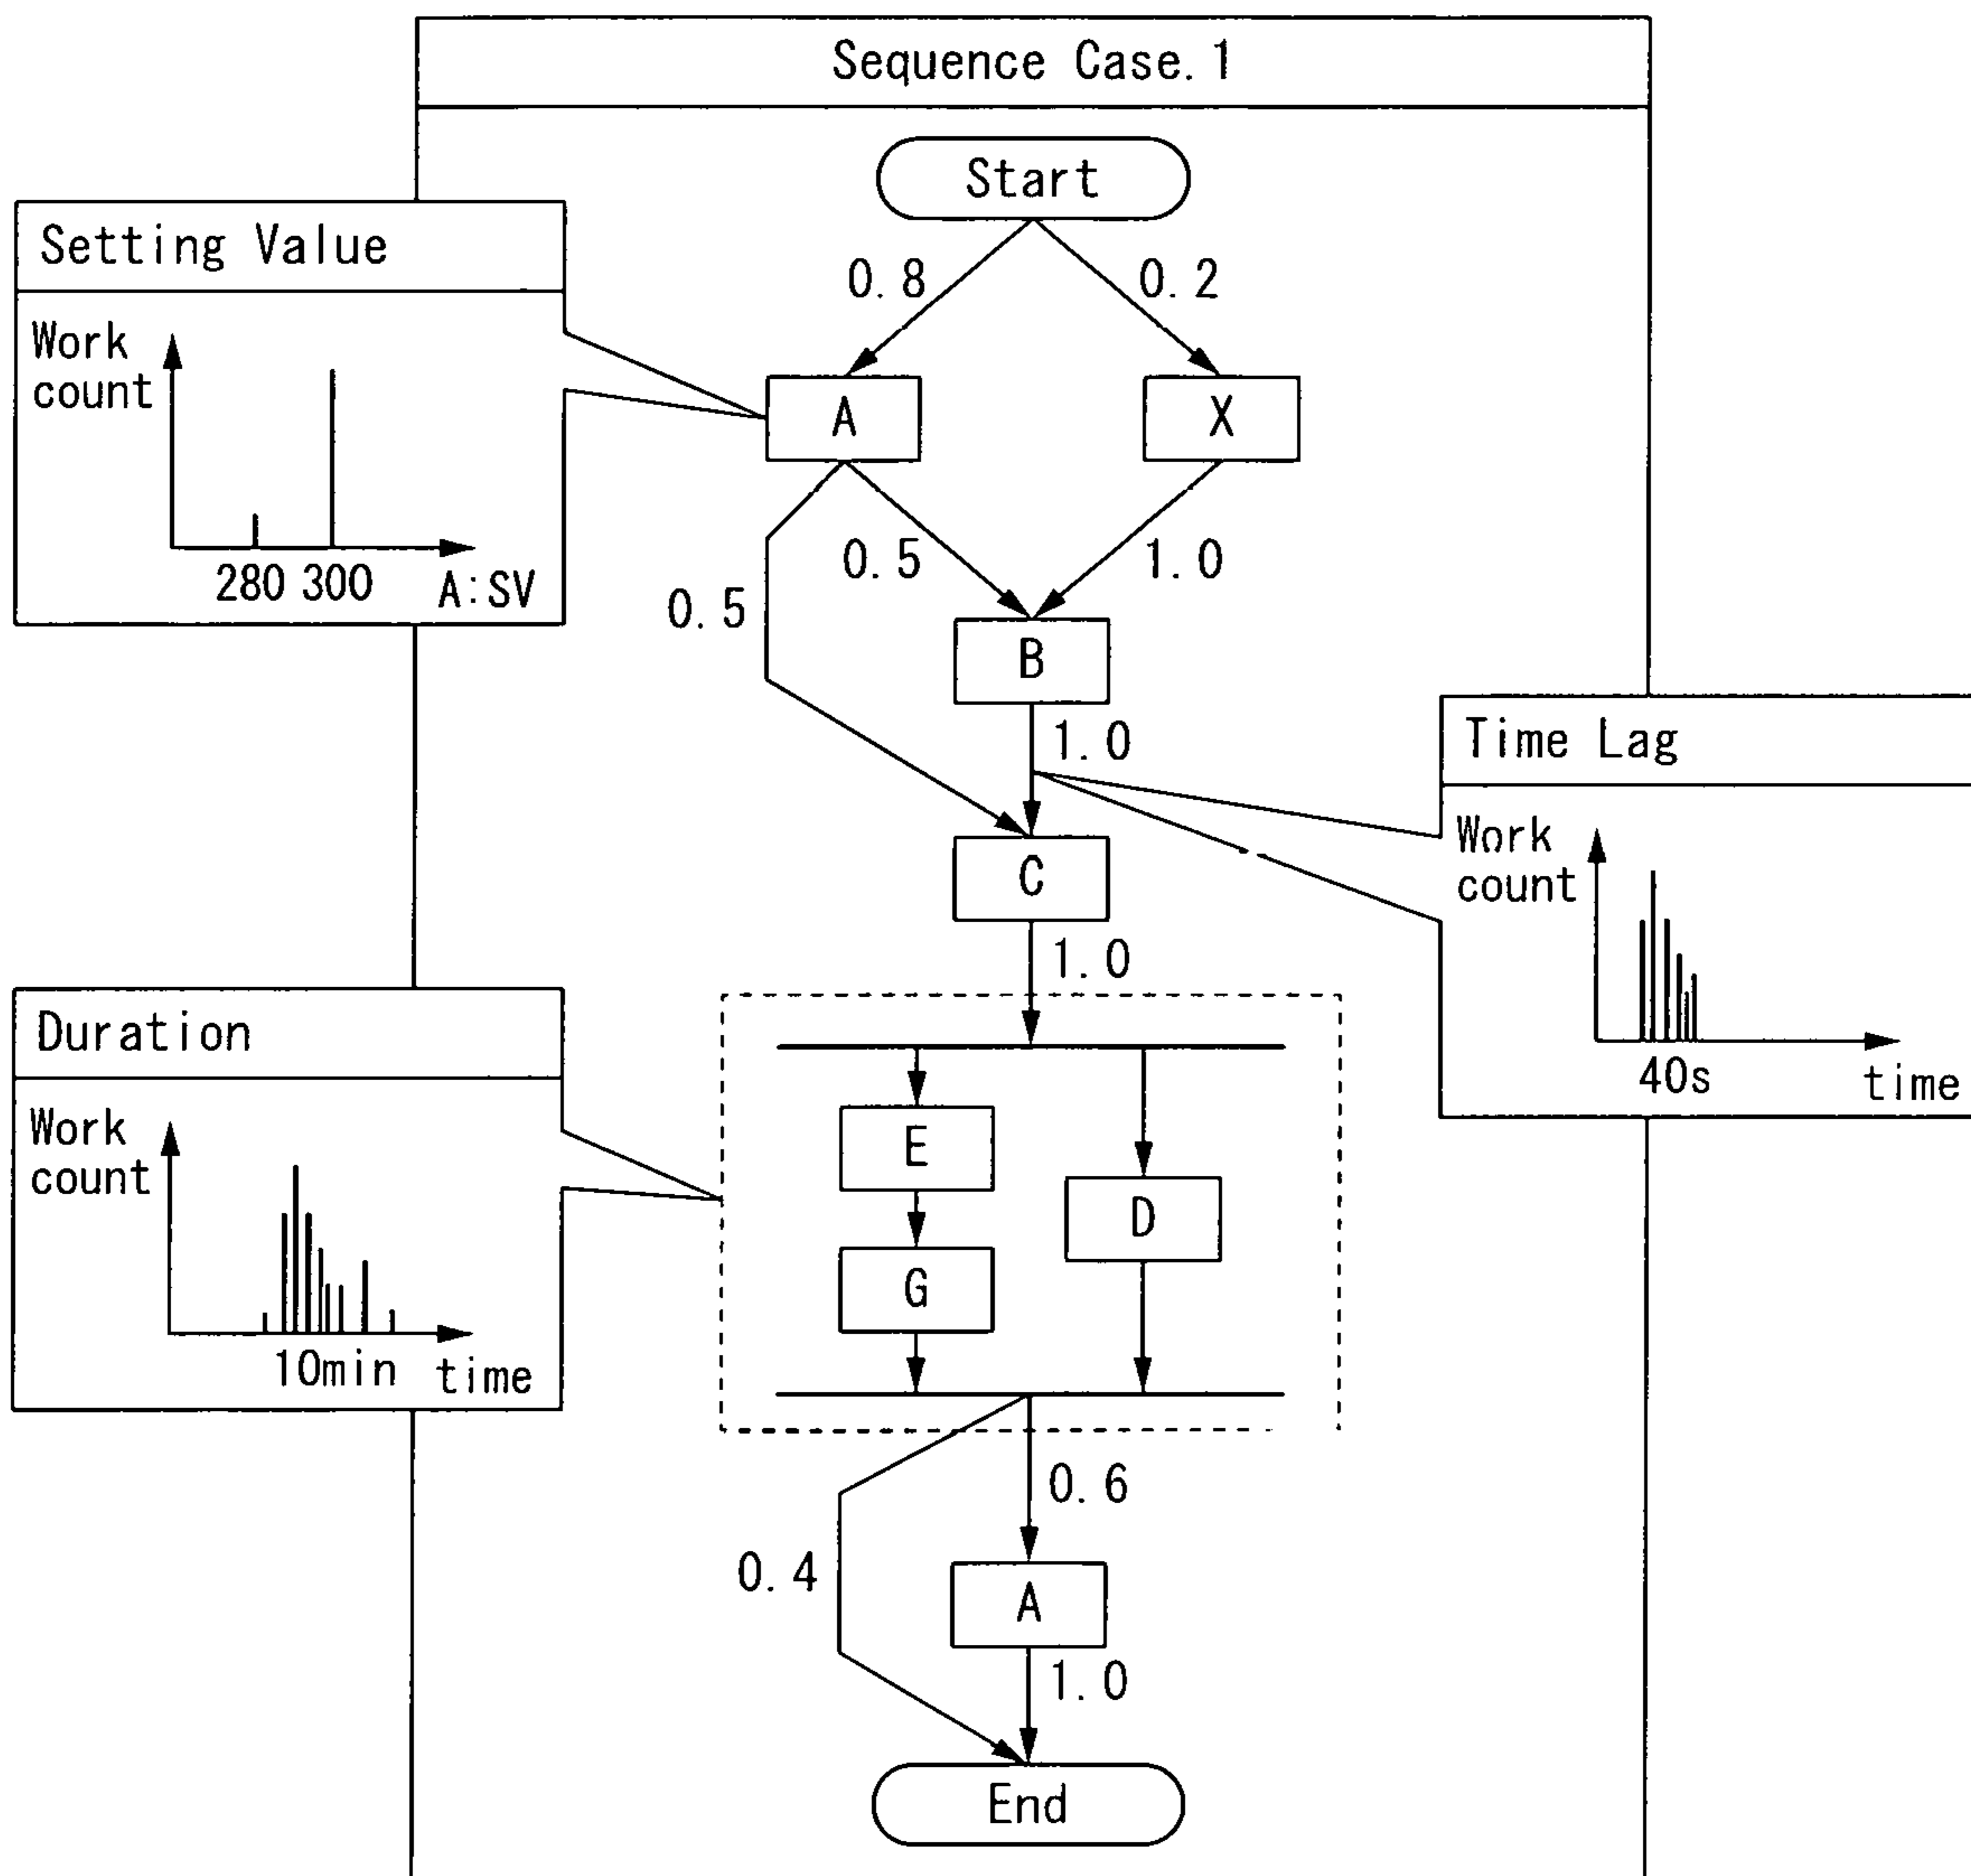 Sequence Case. 1
Start
Setting Value
0. 8
0. 2
Work
count
A
X
280 300 A:SV
0. 5
0. 5
1. 0
B
1. 0
Time Lag
Work
count
C
1. 0
40s time
Duration
Work
count
E
D
G
10min time
0. 6
0. 4
A
1. 0
End